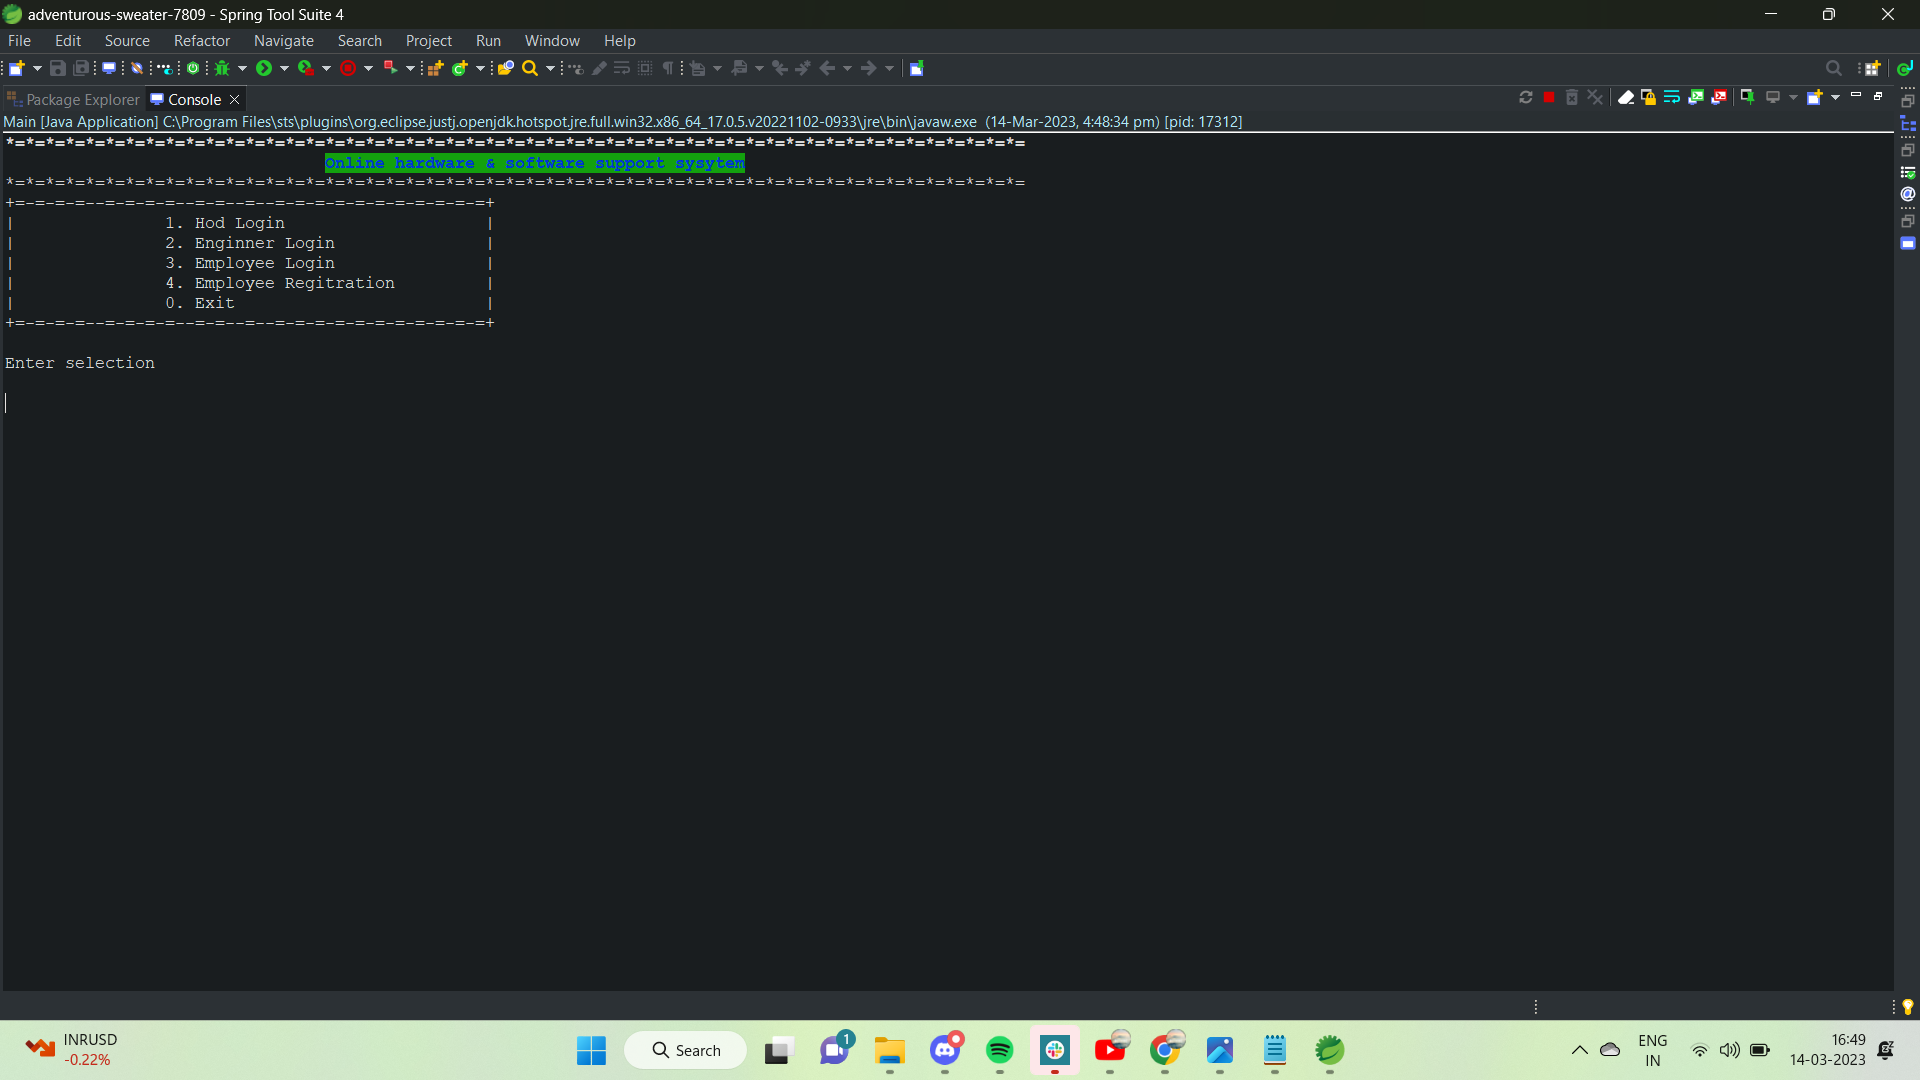 adventurous-sweater-7809 - Spring Tool Suite 4
File Edit Source Refactor Navigate Search Project Run Window Help
Package Explorer Console
Main [Java Application] C:\Program Files\sts\plugins\org.eclipse.justj.openjdk.hotspot.jre.full.win32.x86_64_17.0.5.v20221102-0933\jre\bin\javaw.exe (14-Mar-2023, 4:48:34 pm) [pid: 17312]
*=*=*=*=*=*=*=*=*=*=*=*=*=*=*=*=*=*=*=*=*=*=*=*=*=*=*=*=*=*=*=*=*=*=*=*=*=*=*=*=*=*=*=*=*=*=*=*=*=*=*=
Online hardware & software support sysytem
*=*=*=*=*=*=*=*=*=*=*=*=*=*=*=*=*=*=*=*=*=*=*=*=*=*=*=*=*=*=*=*=*=*=*=*=*=*=*=*=*=*=*=*=*=*=*=*=*=*=*=
+=-=-=-=--=-=-=-=-=--=-=-=--=--=-=-=-=-=-=-=-=-=+
| 1. Hod Login |
| 2. Enginner Login |
| 3. Employee Login |
| 4. Employee Regitration |
| 0. Exit |
+=-=-=-=--=-=-=-=-=--=-=-=--=--=-=-=-=-=-=-=-=-=+
Enter selection
INRUSD
-0.22%
Search
1
ENG
IN
16:49
14-03-2023